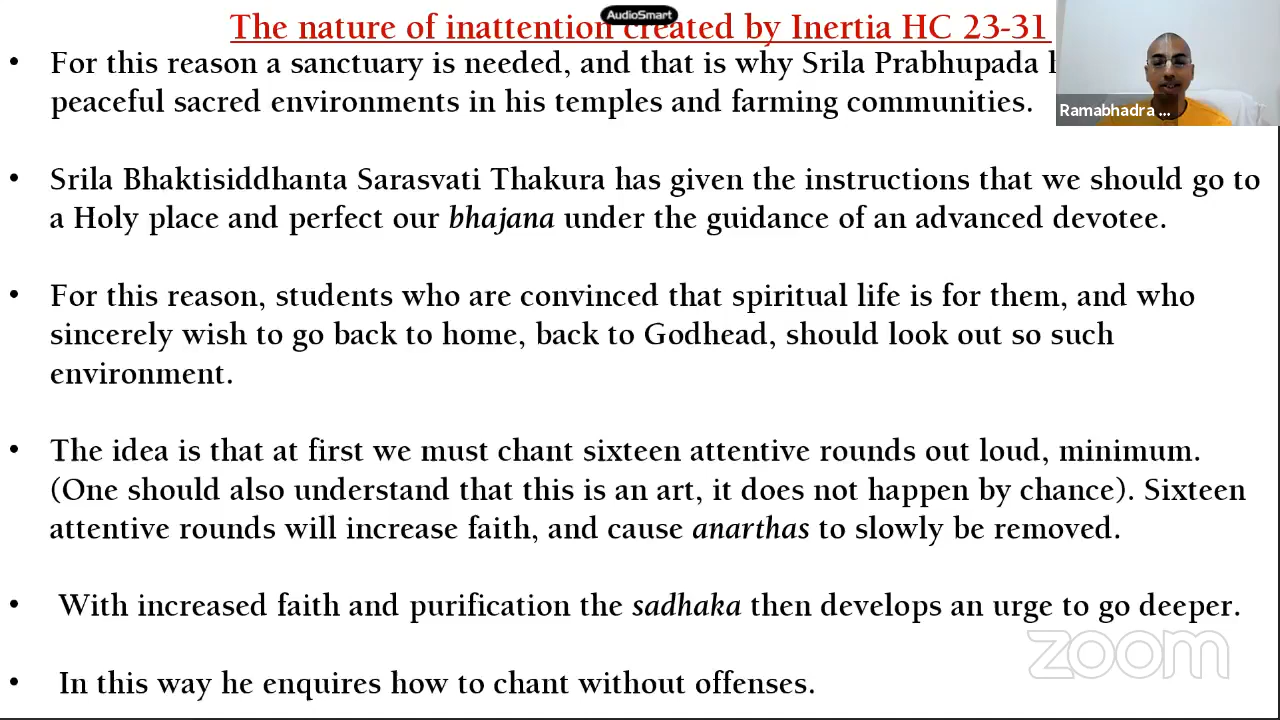 AudioSmart
The nature of inattention created by Inertia HC 23-31
• For this reason a sanctuary is needed, and that is why Srila Prabhupada
peaceful sacred environments in his temples and farming communities.
Ramabhadra ...
• Srila Bhaktisiddhanta Sarasvati Thakura has given the instructions that we should go to
a Holy place and perfect our bhajana under the guidance of an advanced devotee.
• For this reason, students who are convinced that spiritual life is for them, and who
sincerely wish to go back to home, back to Godhead, should look out so such
environment.
• The idea is that at first we must chant sixteen attentive rounds out loud, minimum.
(One should also understand that this is an art, it does not happen by chance). Sixteen
attentive rounds will increase faith, and cause anarthas to slowly be removed.
• With increased faith and purification the sadhaka then develops an urge to go deeper.
zoom
• In this way he enquires how to chant without offenses.